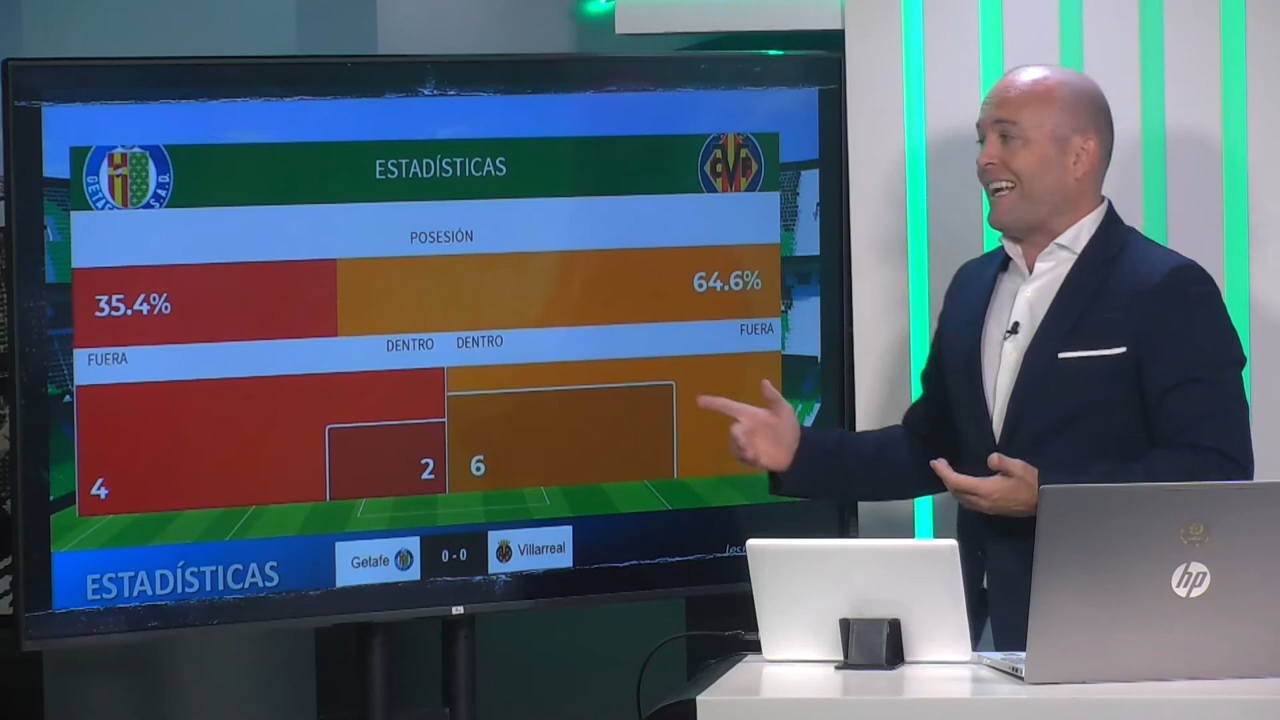 ESTADÍSTICAS
POSESIÓN
35.4%
64.6%
FUERA
DENTRO
DENTRO
FUERA
4
2
6
ESTADÍSTICAS
Getafe
0 - 0
Villarreal
hp